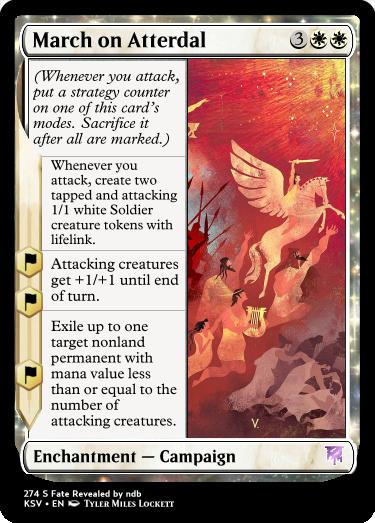 March on Atterdal 3
(Whenever you attack,
put a strategy counter
on one of this card's
modes. Sacrifice it
after all are marked.)
Whenever you
attack, create two
tapped and attacking
1/1 white Soldier
creature tokens with
lifelink.
Attacking creatures
get +1/+1 until end
of turn.
Exile up to one
target nonland
permanent with
mana value less
than or equal to the
number of
attacking creatures.
V.
Enchantment — Campaign
274 S Fate Revealed by ndb
KSV • EN Tyler Miles Lockett